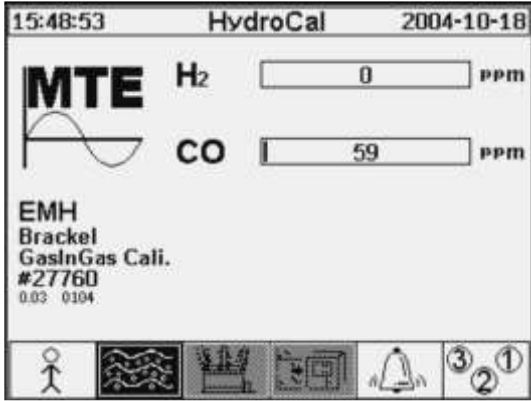 15:48:53 HydroCal 2004-10-18
MTE
H2 0 ppm
CO 59 ppm
EMH
Brackel
GasInGas Cali.
#27760
0.03 0104
3 1
2